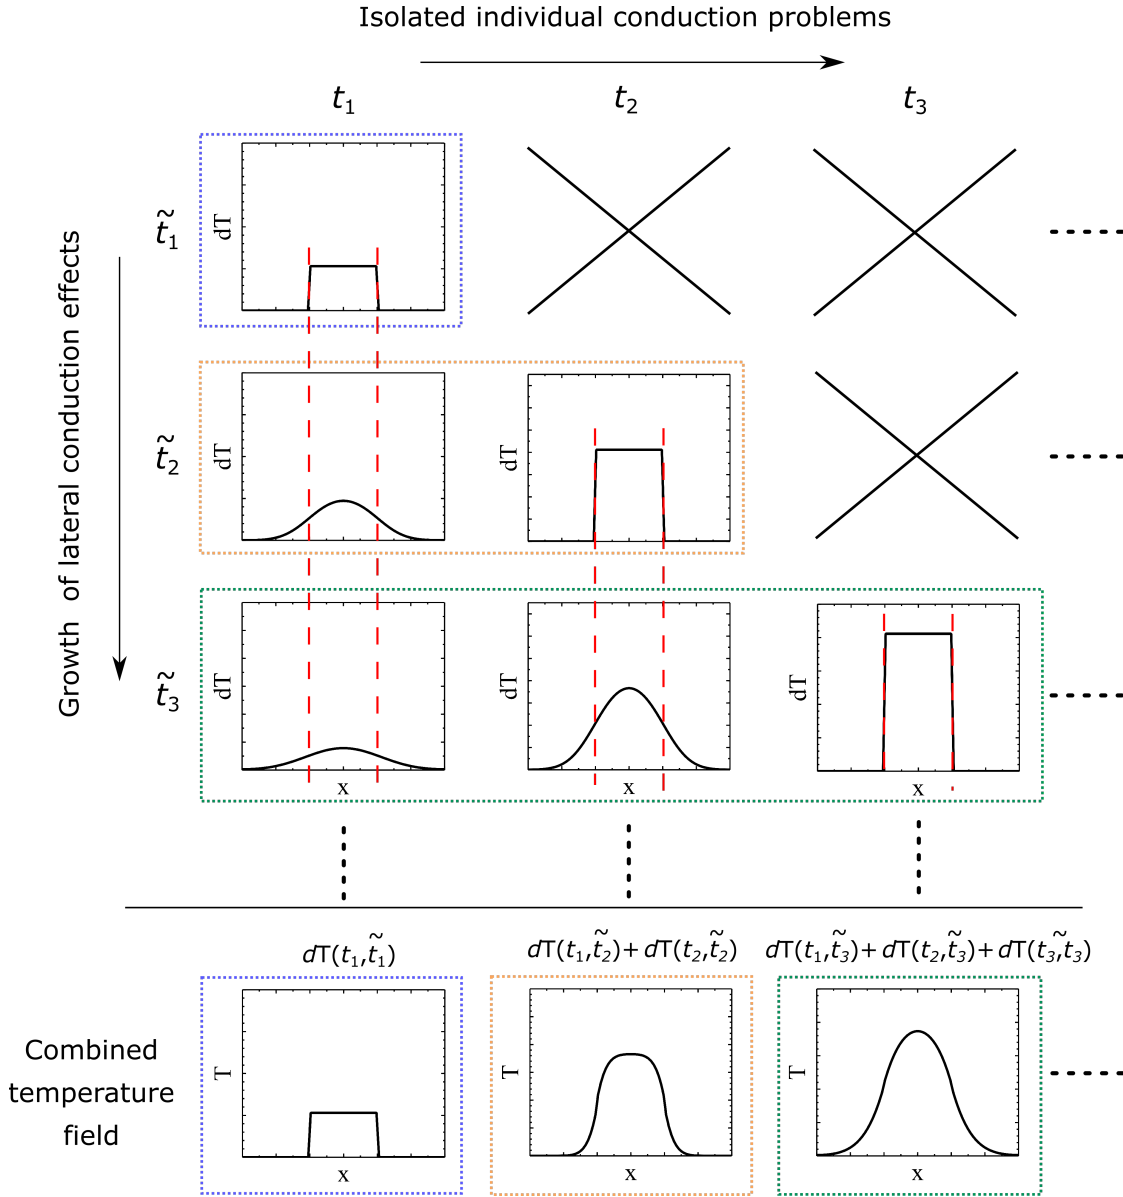 Isolated individual conduction problems
t₁ t₂ t₃
Growth of lateral conduction effects
t̃₁ dT
t̃₂ dT dT
t̃₃ dT dT dT
x x x
dT(t₁,t̃₁) dT(t₁,t̃₂)+dT(t₂,t̃₂) dT(t₁,t̃₃)+dT(t₂,t̃₃)+dT(t₃,t̃₃)
Combined
temperature
field
T T T
x x x